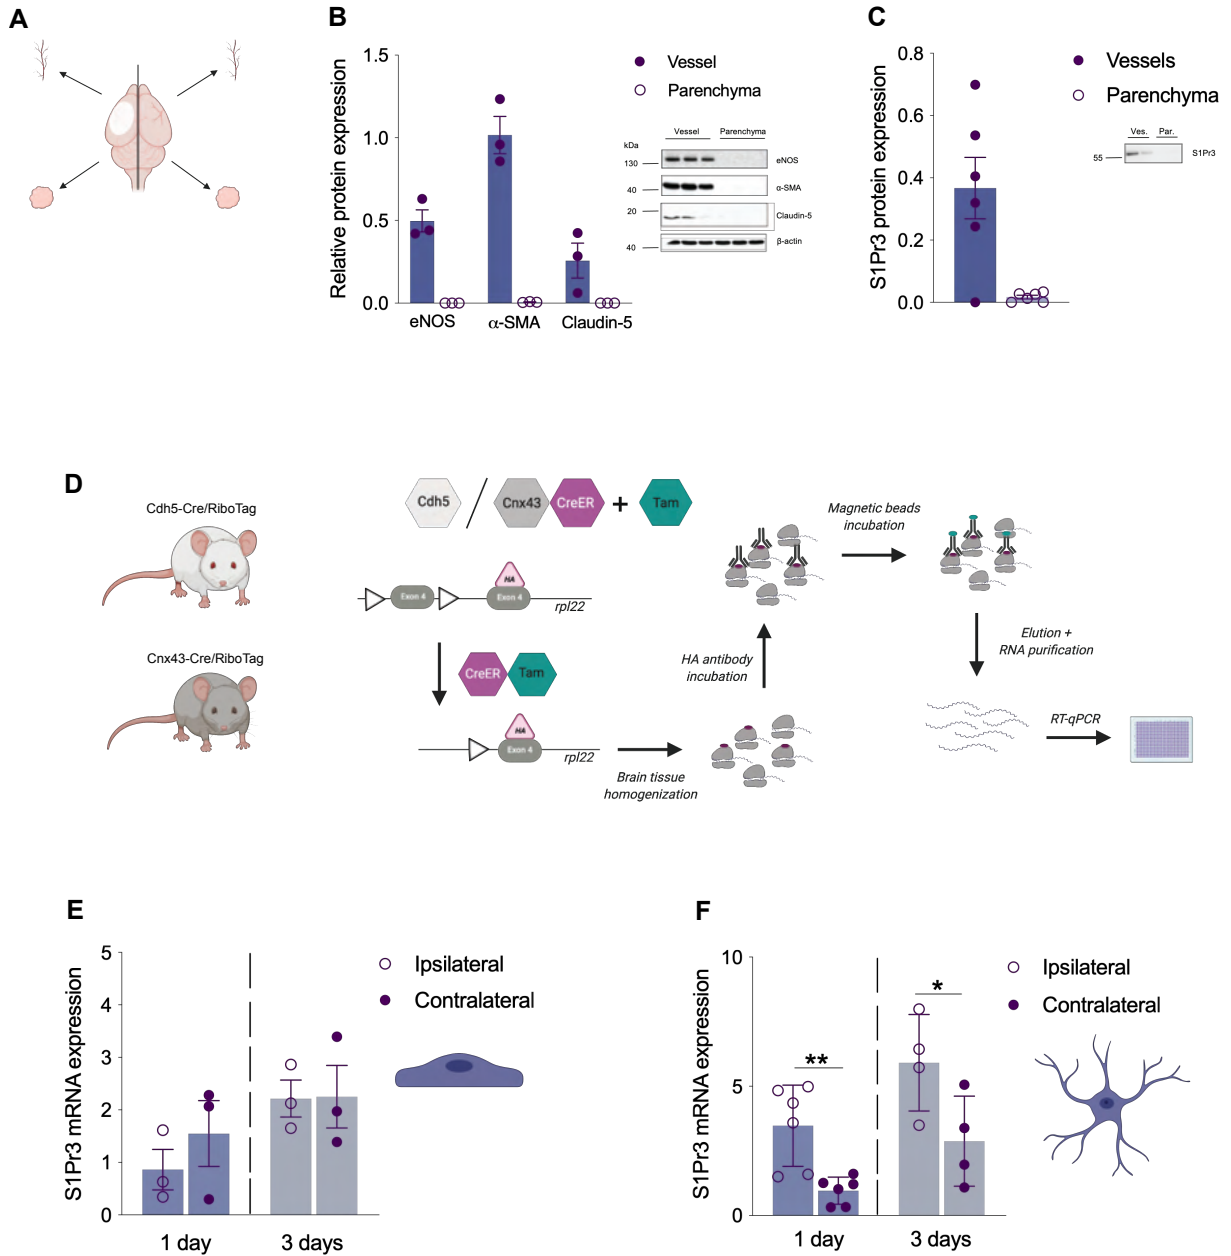 A
B
1.5
1.0
0.5
0.0
Relative protein expression
eNOS
α-SMA
Claudin-5
Vessel
Parenchyma
Vessel
Parenchyma
kDa
130
eNOS
40
α-SMA
20
Claudin-5
40
β-actin
C
0.8
0.6
0.4
0.2
0.0
S1Pr3 protein expression
Vessels
Parenchyma
Ves.
Par.
55
S1Pr3
D
Cdh5-Cre/RiboTag
Cnx43-Cre/RiboTag
Cdh5
/
Cnx43
CreER
+
Tam
HA
Exon 4
Exon 4
rpl22
CreER
Tam
HA
Exon 4
rpl22
Brain tissue
homogenization
HA antibody
incubation
Magnetic beads
incubation
Elution +
RNA purification
RT-qPCR
E
5
4
3
2
1
0
S1Pr3 mRNA expression
1 day
3 days
Ipsilateral
Contralateral
F
10
5
0
S1Pr3 mRNA expression
**
*
1 day
3 days
Ipsilateral
Contralateral